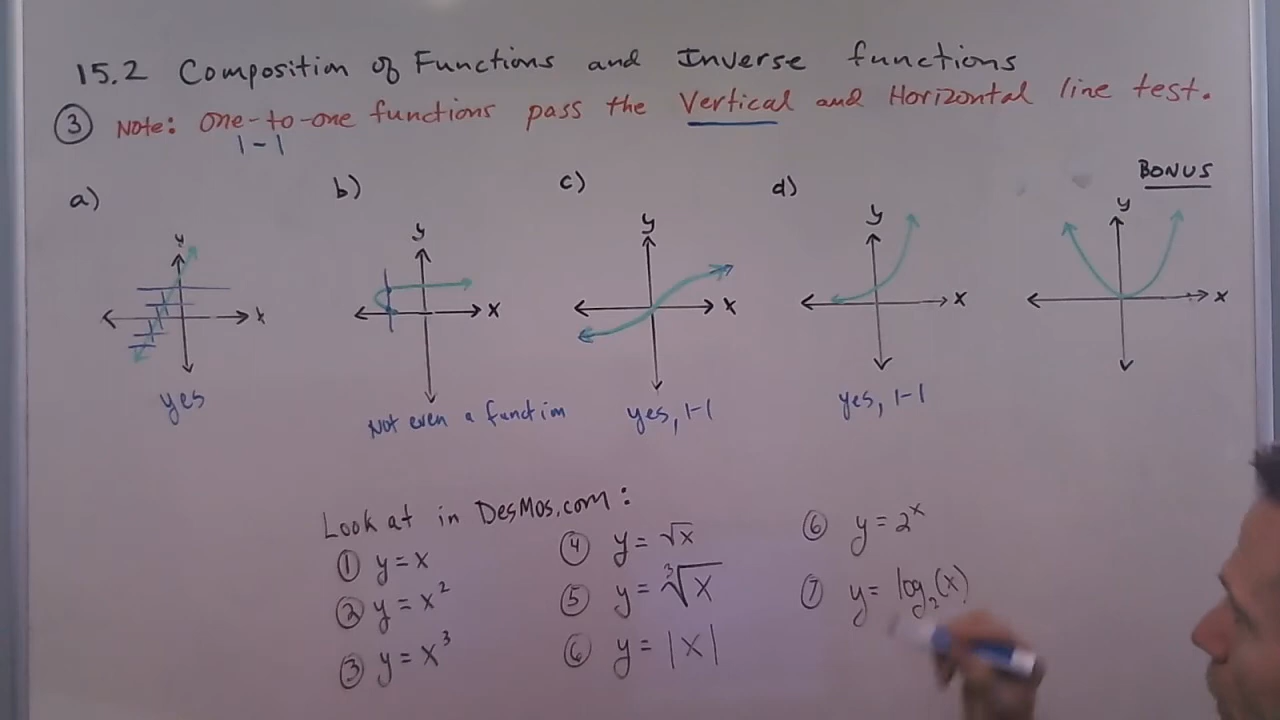 15.2 Composition of Functions and Inverse functions
③ Note: One-to-one functions pass the Vertical and Horizontal line test.
1-1
a)
b)
c)
d)
BONUS
y
x
y
x
y
x
y
x
y
x
yes
Not even a function
yes, 1-1
yes, 1-1
Look at in DesMos.com:
① y = x
② y = x²
③ y = x³
④ y = √x
⑤ y = ∛x
⑥ y = |x|
⑥ y = 2ˣ
⑦ y = log₂(x)